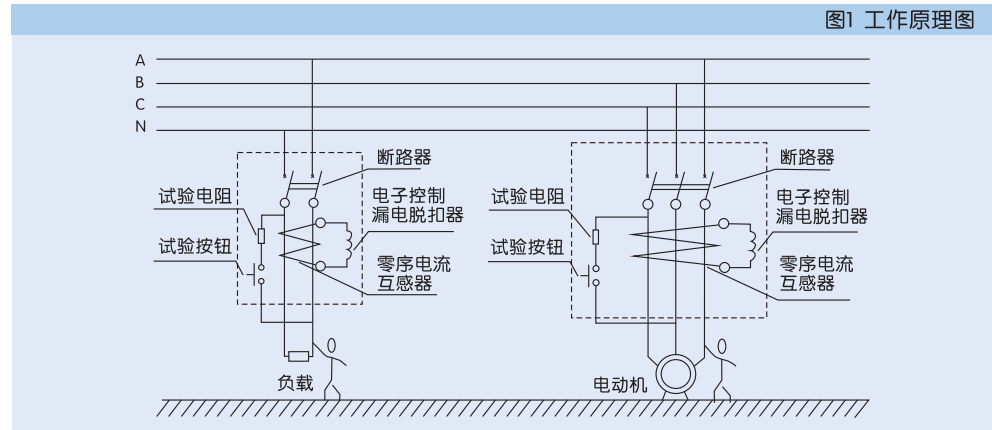 图1 工作原理图
A
B
C
N
断路器
试验电阻
电子控制
漏电脱扣器
试验按钮
零序电流
互感器
负载
断路器
试验电阻
电子控制
漏电脱扣器
试验按钮
零序电流
互感器
电动机